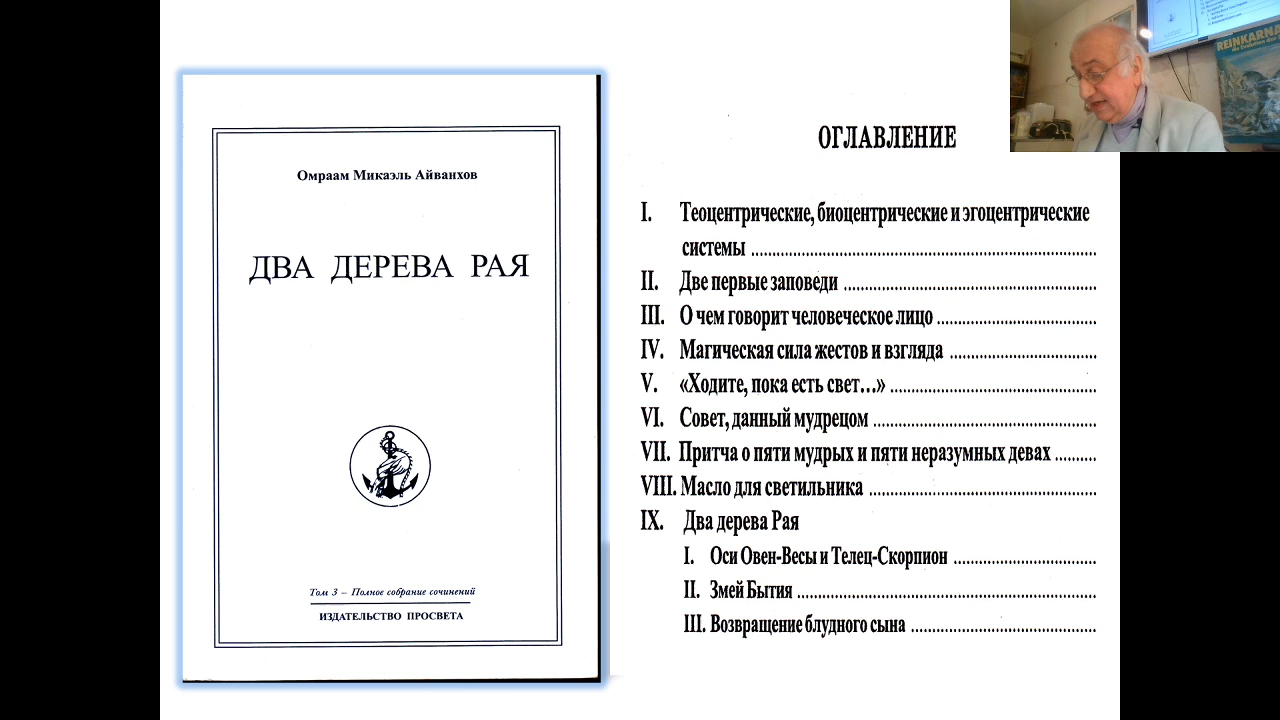 Омраам Микаэль Айванхов
ДВА ДЕРЕВА РАЯ
Том 3 – Полное собрание сочинений
ИЗДАТЕЛЬСТВО ПРОСВЕТА
ОГЛАВЛЕНИЕ
I. Теоцентрические, биоцентрические и эгоцентрические
системы
II. Две первые заповеди
III. О чем говорит человеческое лицо
IV. Магическая сила жестов и взгляда
V. «Ходите, пока есть свет…»
VI. Совет, данный мудрецом
VII. Притча о пяти мудрых и пяти неразумных девах
VIII. Масло для светильника
IX. Два дерева Рая
I. Оси Овен-Весы и Телец-Скорпион
II. Змей Бытия
III. Возвращение блудного сына
REINKARNA